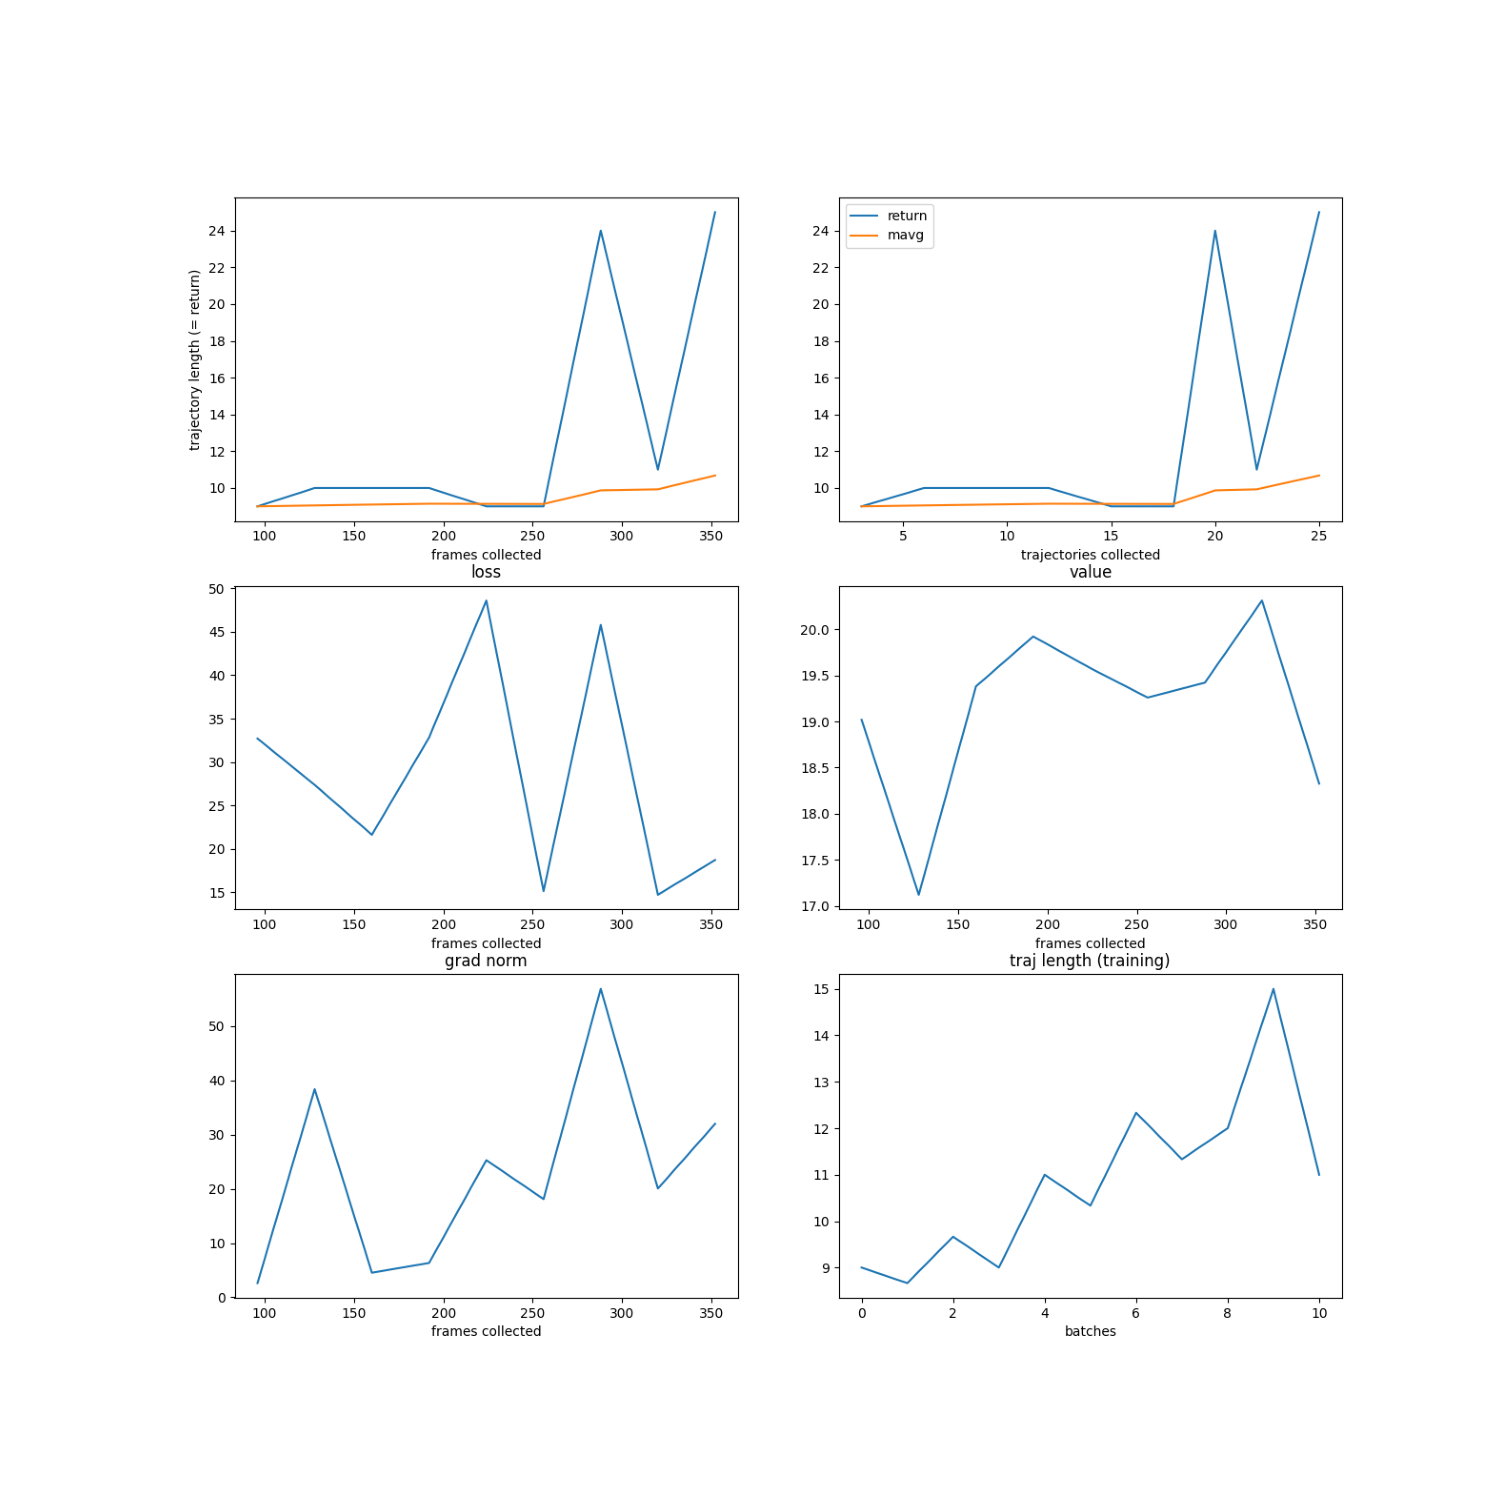 24
22
20
18
16
14
12
10
trajectory length (= return)
100 150 200 250 300 350
frames collected
return
mavg
24
22
20
18
16
14
12
10
5 10 15 20 25
trajectories collected
loss
50
45
40
35
30
25
20
15
100 150 200 250 300 350
frames collected
value
20.0
19.5
19.0
18.5
18.0
17.5
17.0
100 150 200 250 300 350
frames collected
grad norm
50
40
30
20
10
0
100 150 200 250 300 350
frames collected
traj length (training)
15
14
13
12
11
10
9
0 2 4 6 8 10
batches